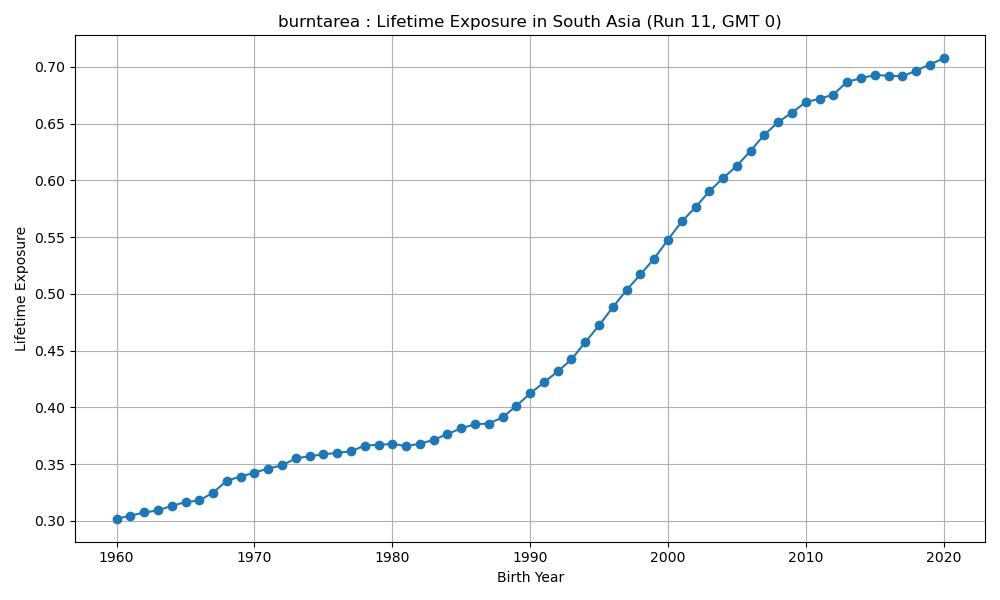 burntarea : Lifetime Exposure in South Asia (Run 11, GMT 0)
Lifetime Exposure
0.70
0.65
0.60
0.55
0.50
0.45
0.40
0.35
0.30
1960 1970 1980 1990 2000 2010 2020
Birth Year